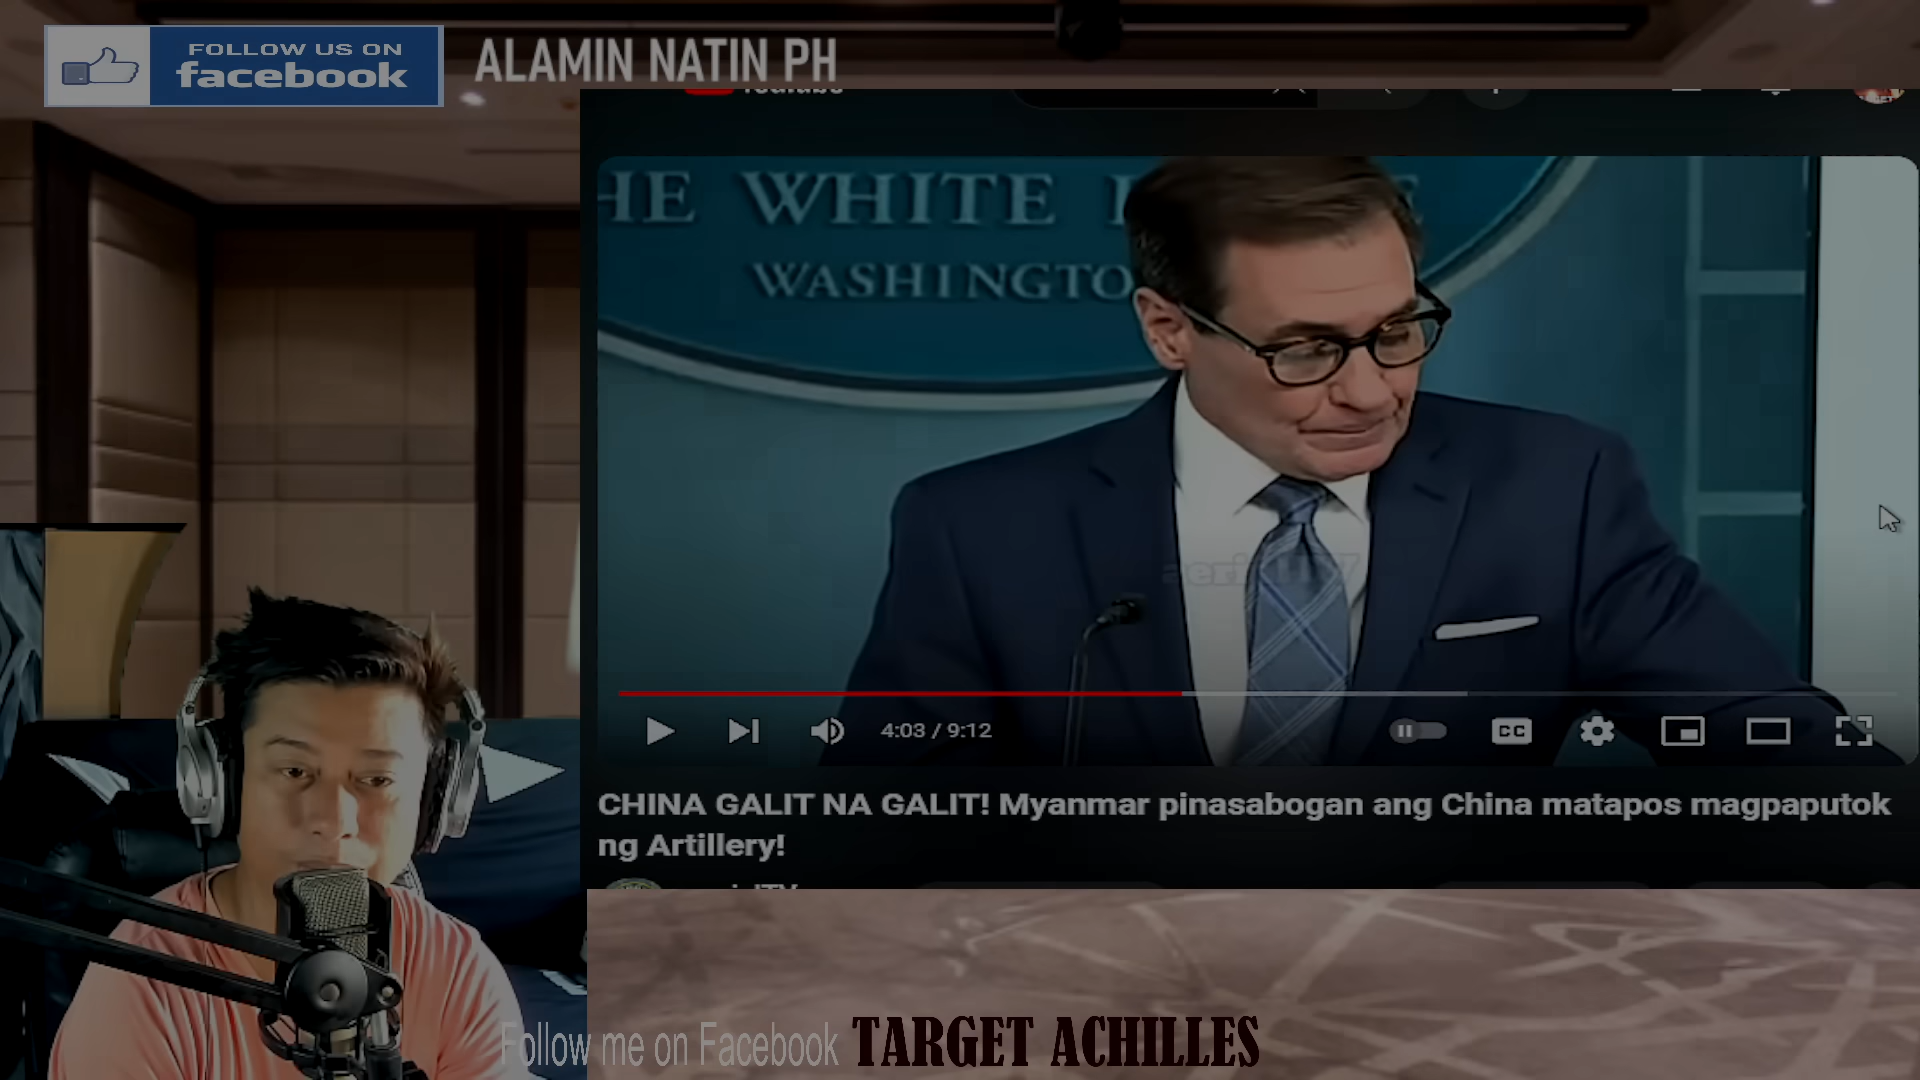 FOLLOW US ON
facebook
ALAMIN NATIN PH
YouTube
HE WHITE
WASHINGTO
4:03 / 9:12
CC
CHINA GALIT NA GALIT! Myanmar pinasabogan ang China matapos magpaputok
ng Artillery!
Follow me on Facebook TARGET ACHILLES